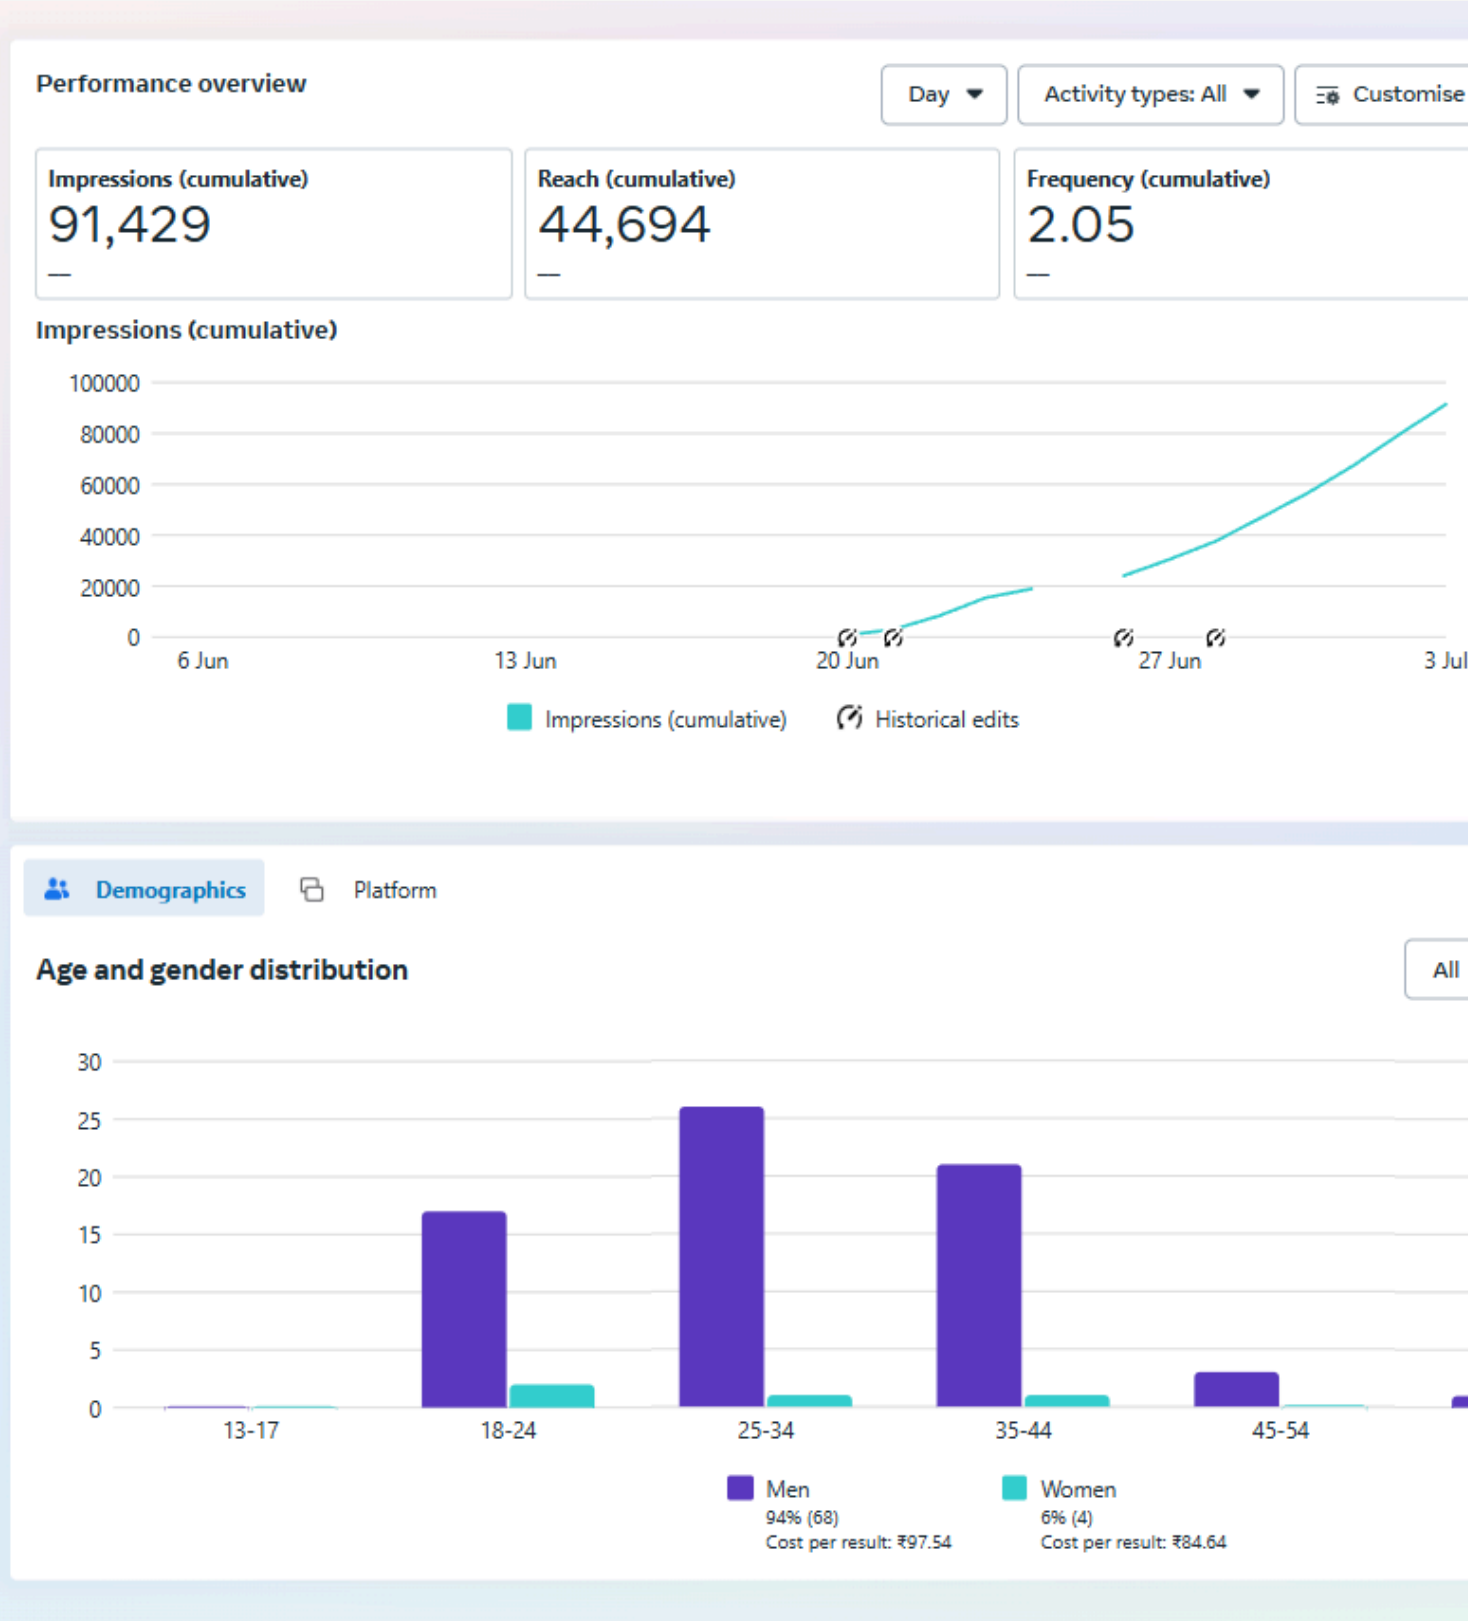 Performance overview
Day
Activity types: All
Customise
Impressions (cumulative)
91,429
—
Reach (cumulative)
44,694
—
Frequency (cumulative)
2.05
—
Impressions (cumulative)
100000
80000
60000
40000
20000
0
6 Jun
13 Jun
20 Jun
27 Jun
3 Jul
Impressions (cumulative)
Historical edits
Demographics
Platform
Age and gender distribution
All
30
25
20
15
10
5
0
13-17
18-24
25-34
35-44
45-54
Men
94% (68)
Cost per result: ₹97.54
Women
6% (4)
Cost per result: ₹84.64